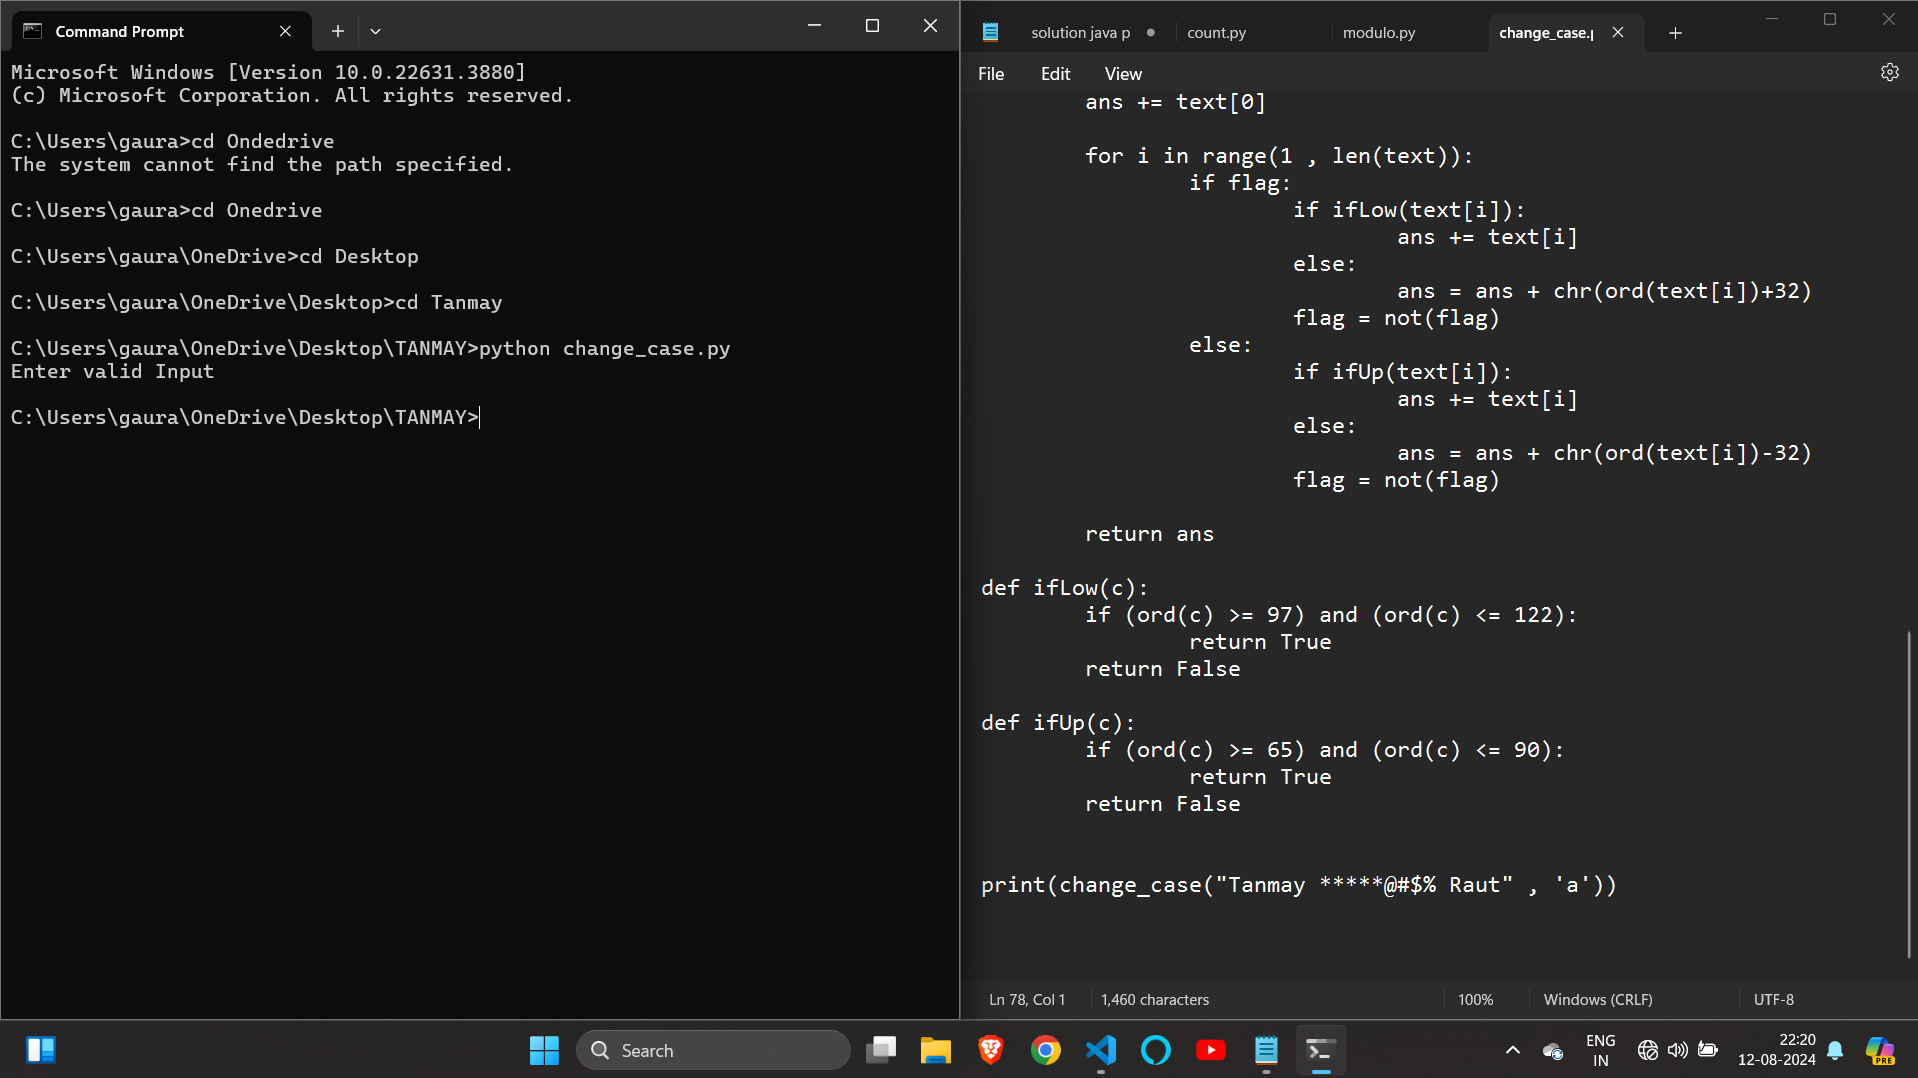 Command Prompt
Microsoft Windows [Version 10.0.22631.3880]
(c) Microsoft Corporation. All rights reserved.
C:\Users\gaura>cd Ondedrive
The system cannot find the path specified.
C:\Users\gaura>cd Onedrive
C:\Users\gaura\OneDrive>cd Desktop
C:\Users\gaura\OneDrive\Desktop>cd Tanmay
C:\Users\gaura\OneDrive\Desktop\TANMAY>python change_case.py
Enter valid Input
C:\Users\gaura\OneDrive\Desktop\TANMAY>
solution java p count.py modulo.py change_case.p
File Edit View
ans += text[0]
for i in range(1 , len(text)):
if flag:
if ifLow(text[i]):
ans += text[i]
else:
ans = ans + chr(ord(text[i])+32)
flag = not(flag)
else:
if ifUp(text[i]):
ans += text[i]
else:
ans = ans + chr(ord(text[i])-32)
flag = not(flag)
return ans
def ifLow(c):
if (ord(c) >= 97) and (ord(c) <= 122):
return True
return False
def ifUp(c):
if (ord(c) >= 65) and (ord(c) <= 90):
return True
return False
print(change_case("Tanmay *****@#$% Raut" , 'a'))
Ln 78, Col 1 1,460 characters 100% Windows (CRLF) UTF-8
Search
ENG
IN
22:20
12-08-2024
PRE